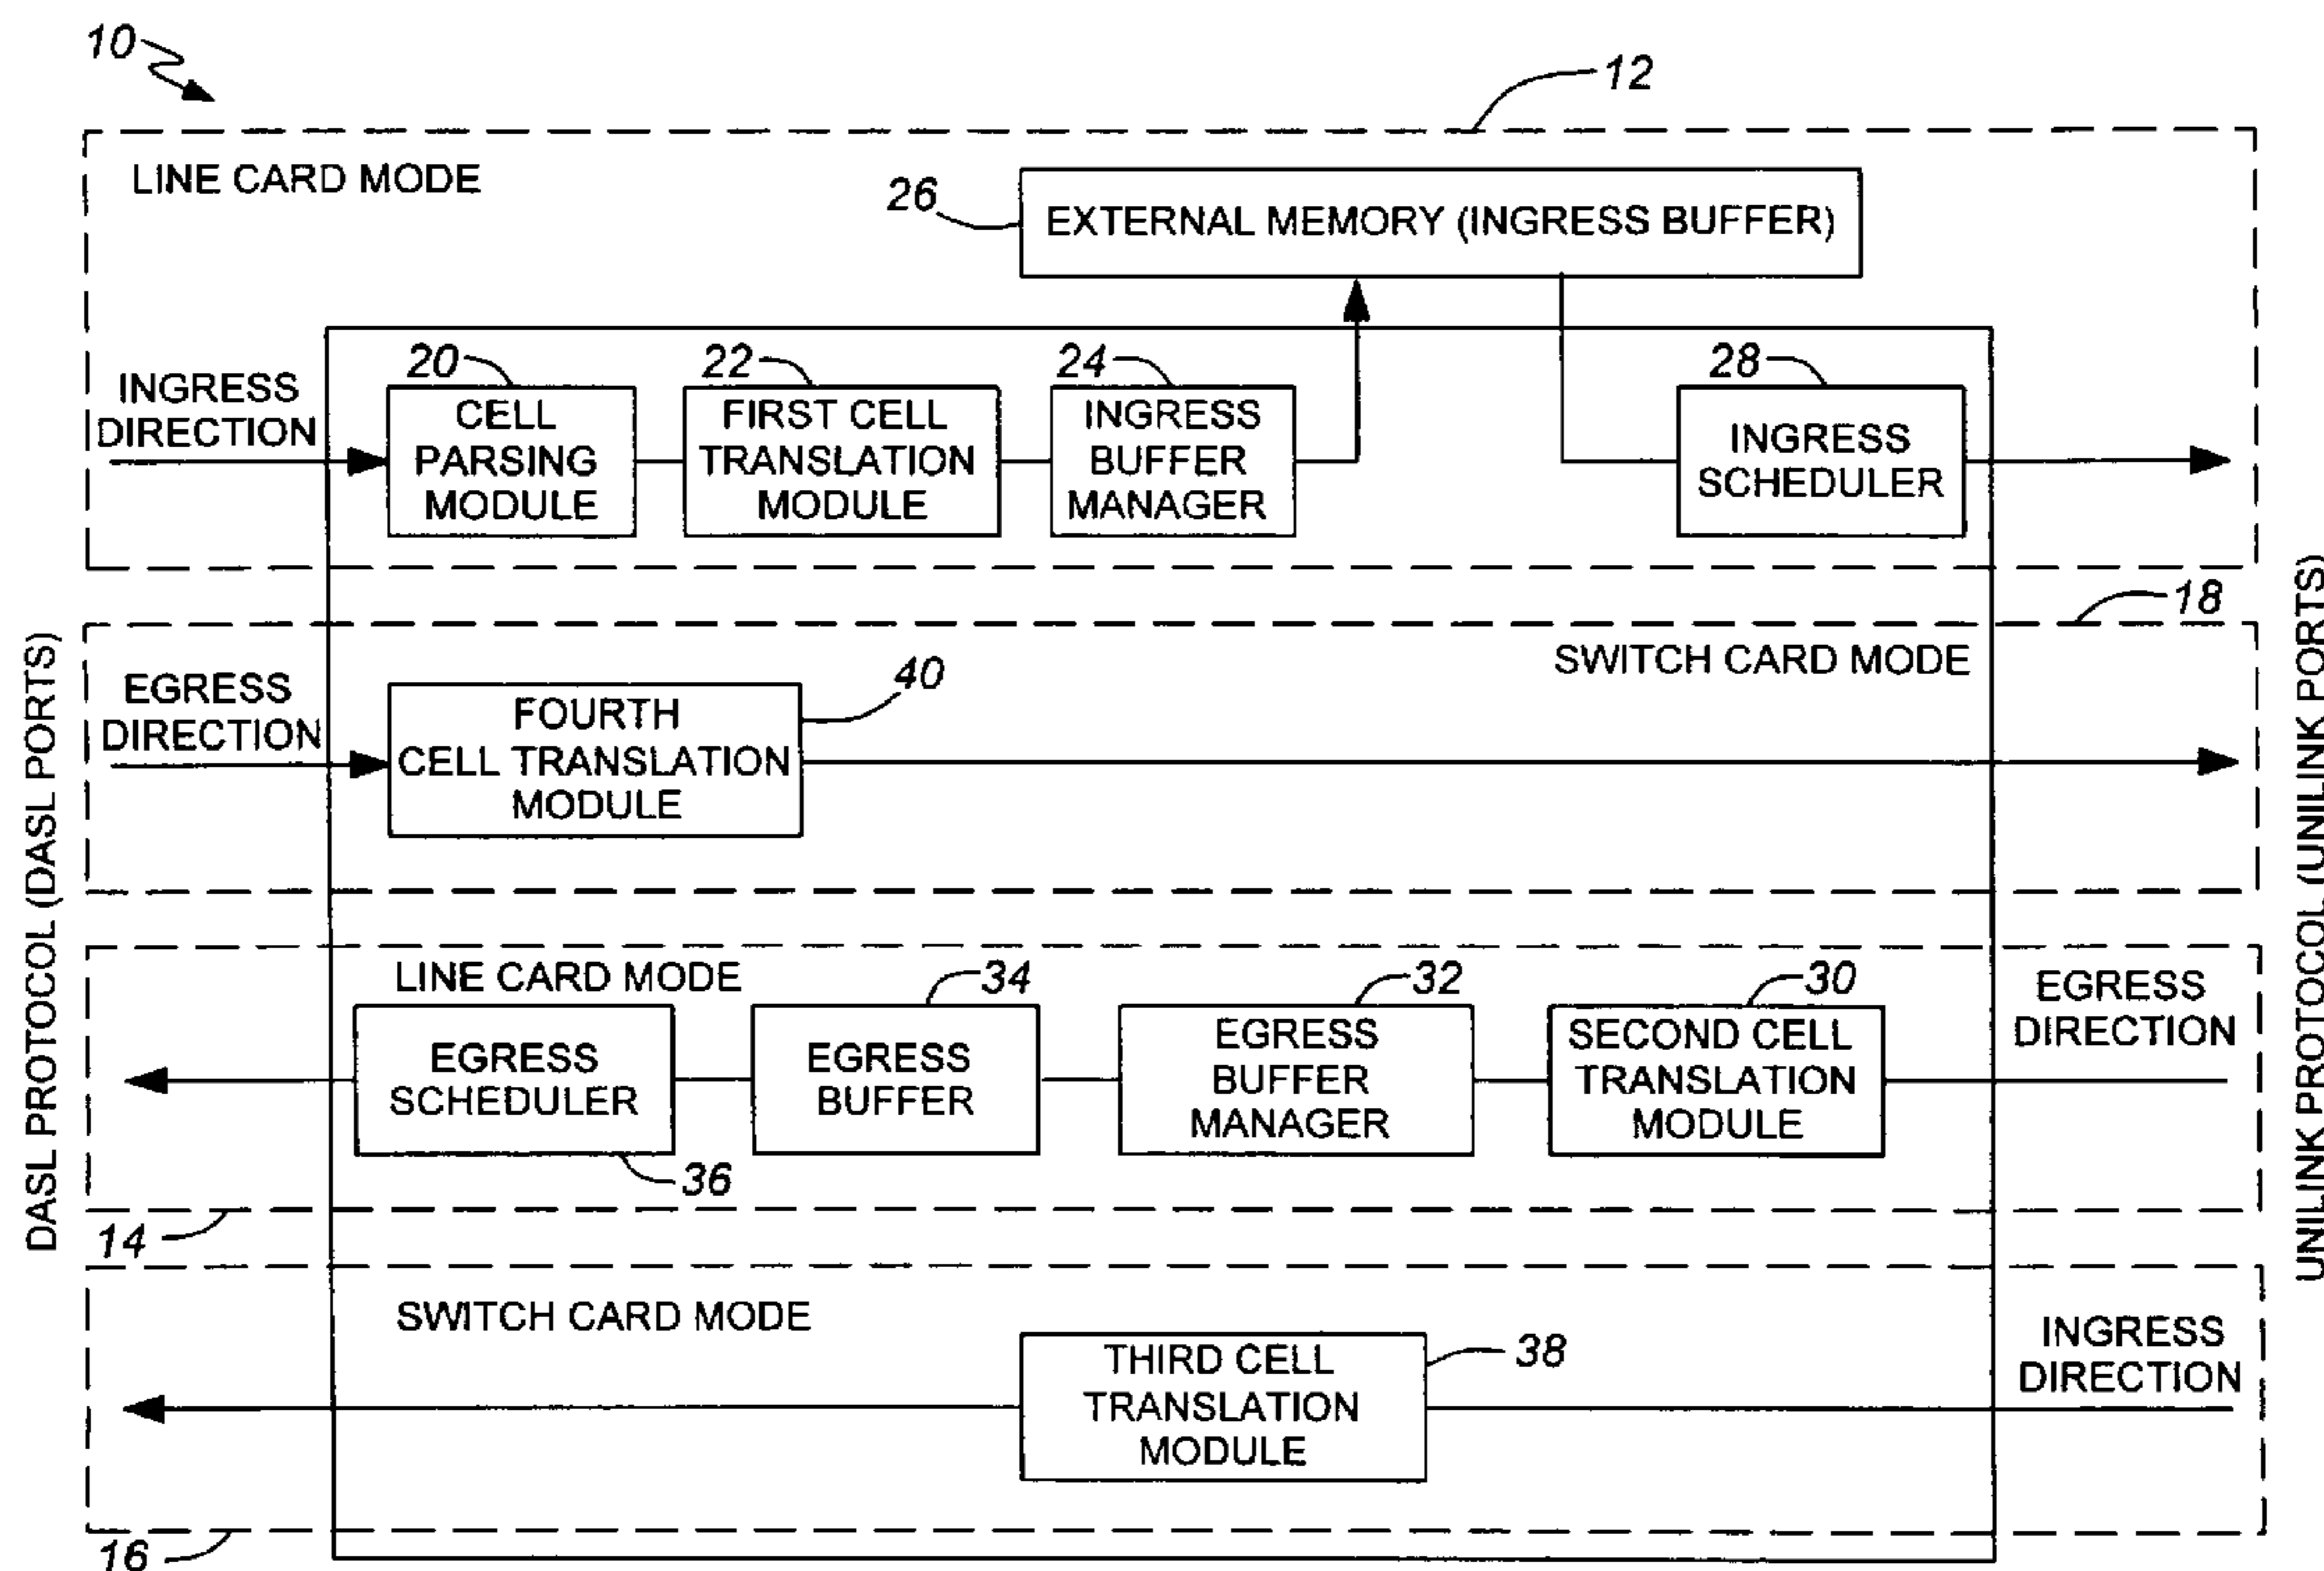 10
12
LINE CARD MODE
26
EXTERNAL MEMORY (INGRESS BUFFER)
INGRESS
DIRECTION
20
CELL
PARSING
MODULE
22
FIRST CELL
TRANSLATION
MODULE
24
INGRESS
BUFFER
MANAGER
28
INGRESS
SCHEDULER
18
SWITCH CARD MODE
EGRESS
DIRECTION
40
FOURTH
CELL TRANSLATION
MODULE
DASL PROTOCOL (DASL PORTS)
UNILINK PROTOCOL (UNILINK PORTS)
LINE CARD MODE
34
32
30
EGRESS
DIRECTION
EGRESS
SCHEDULER
EGRESS
BUFFER
EGRESS
BUFFER
MANAGER
SECOND CELL
TRANSLATION
MODULE
36
14
SWITCH CARD MODE
THIRD CELL
TRANSLATION
MODULE
38
INGRESS
DIRECTION
16